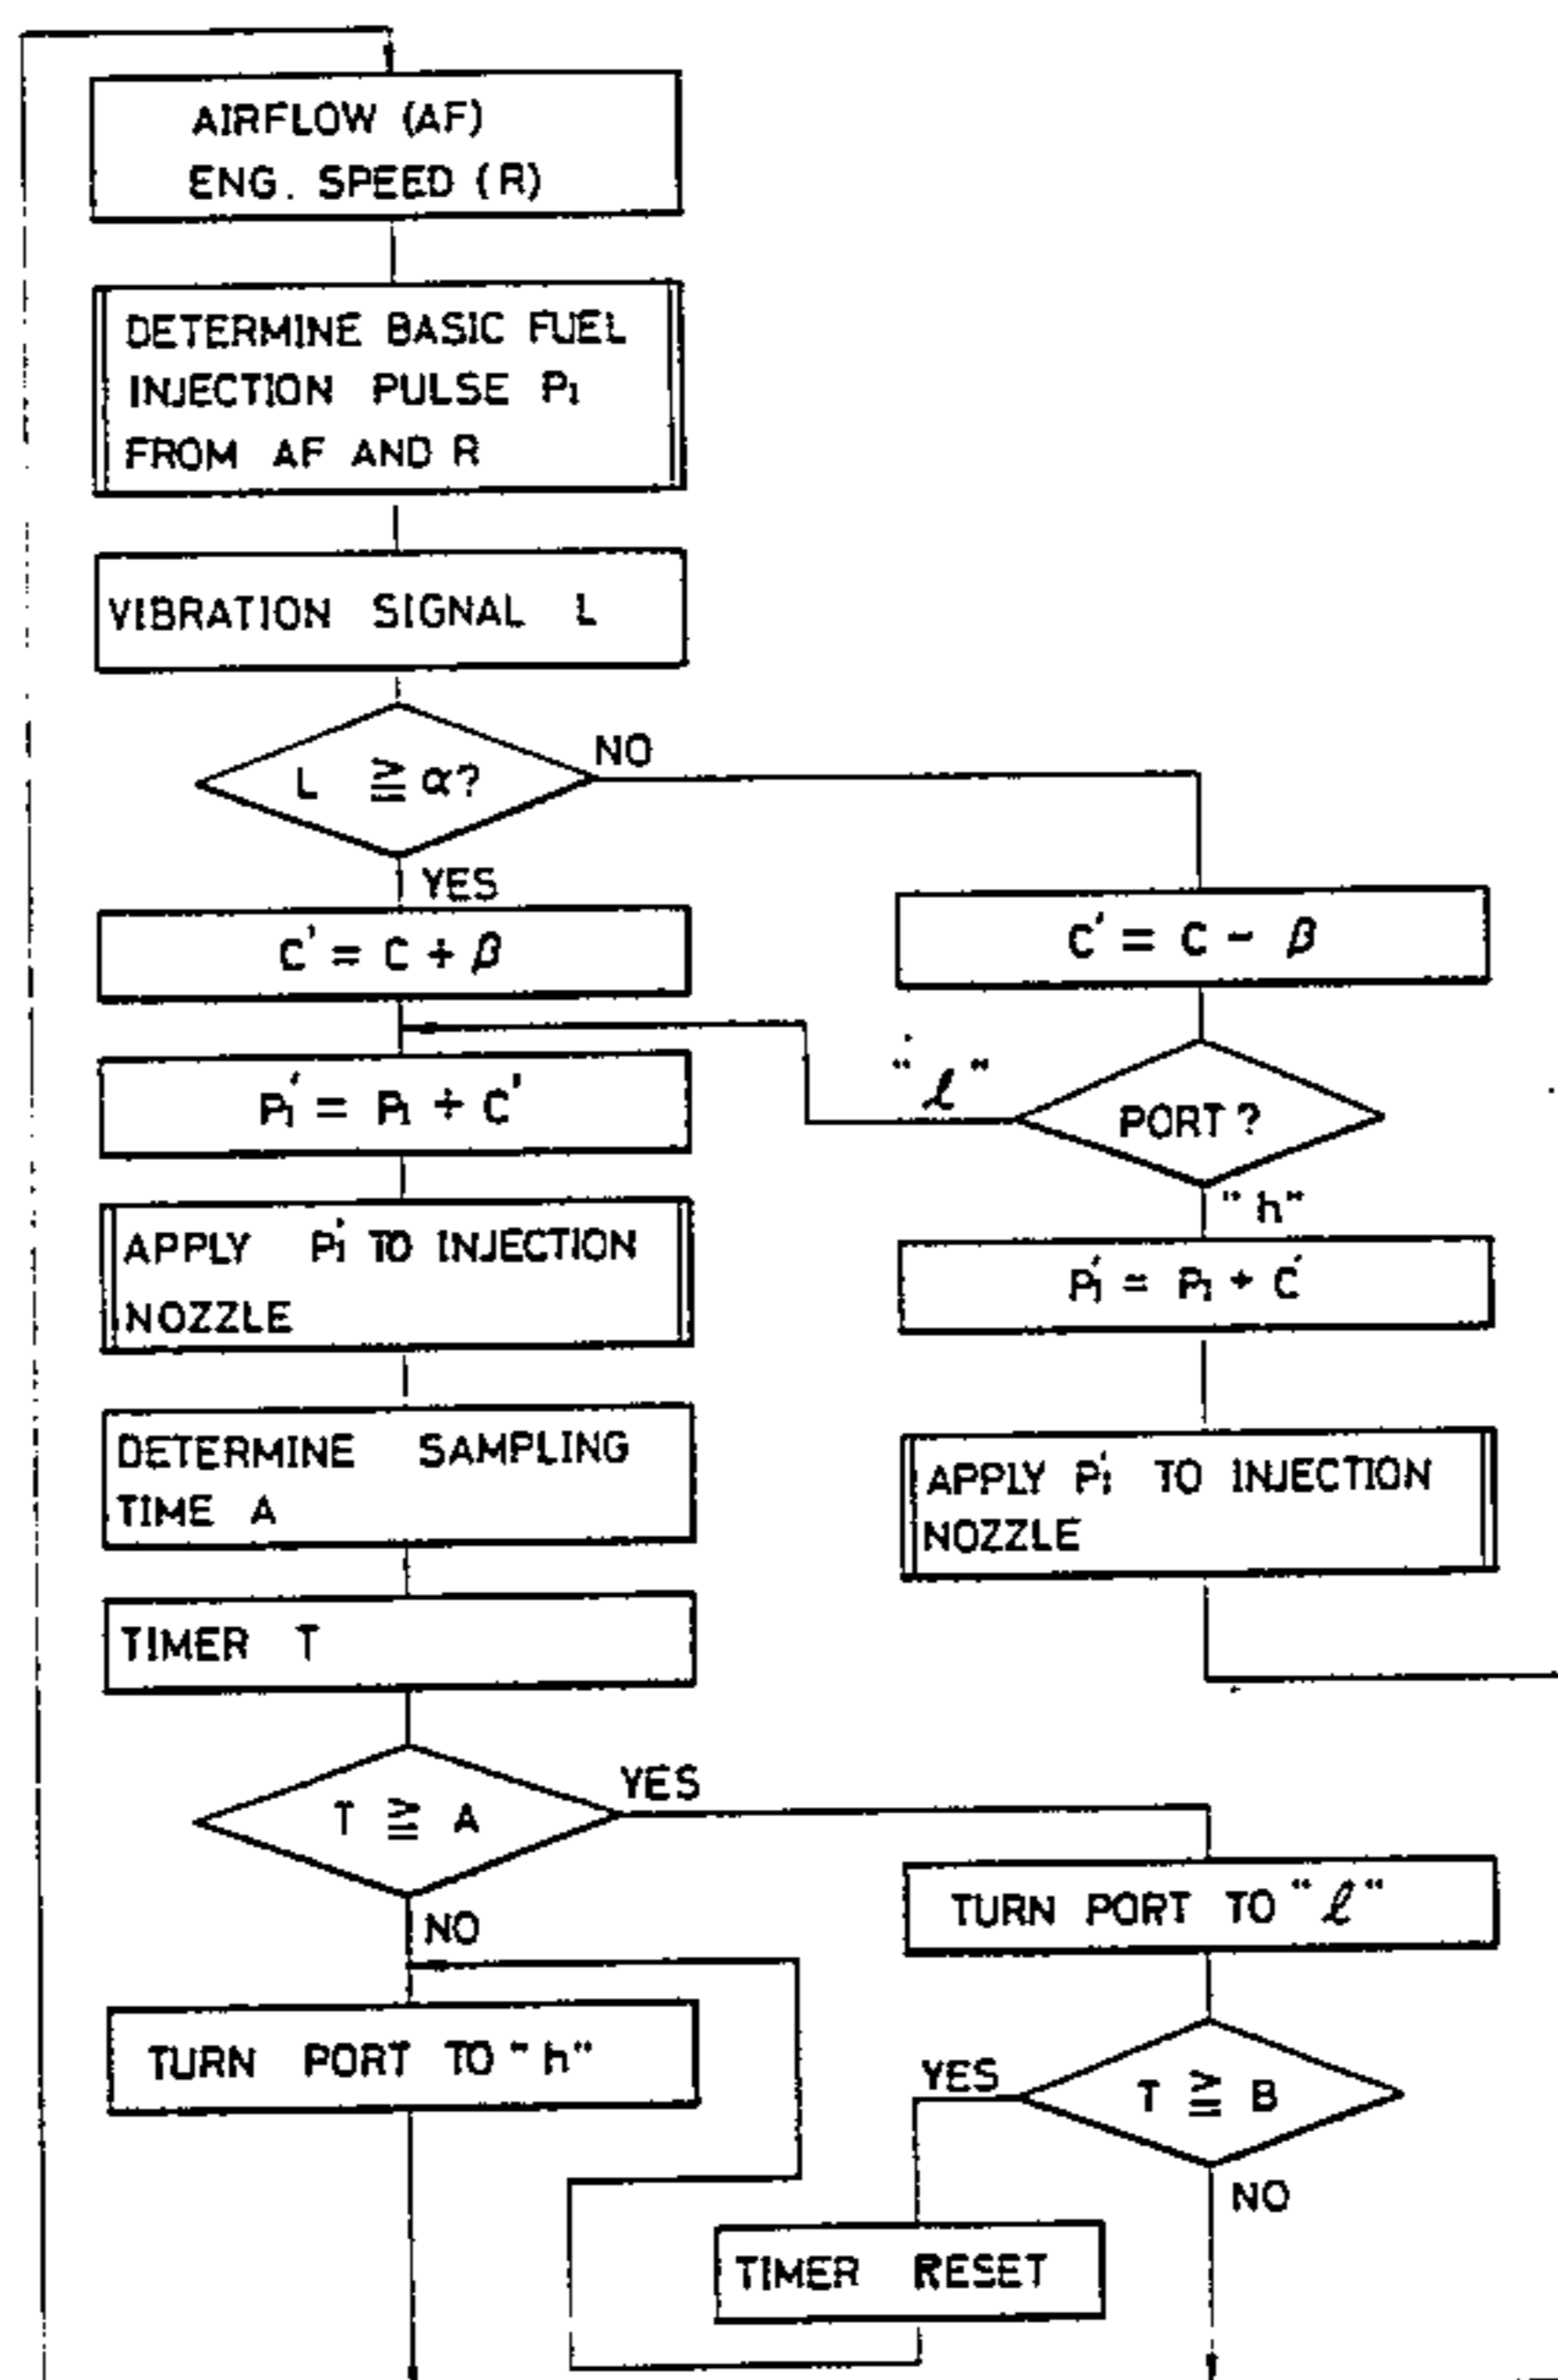 AIRFLOW (AF)
ENG. SPEED (R)
DETERMINE BASIC FUEL
INJECTION PULSE P₁
FROM AF AND R
VIBRATION SIGNAL L
L ≧ α?
NO
YES
C' = C + β
C' = C - β
P₁' = P₁ + C'
"ℓ"
PORT?
"h"
APPLY P₁' TO INJECTION
NOZZLE
P₁' = P₁ + C'
DETERMINE SAMPLING
TIME A
APPLY P₁' TO INJECTION
NOZZLE
TIMER T
T ≧ A
YES
NO
TURN PORT TO "ℓ"
TURN PORT TO "h"
YES
T ≧ B
NO
TIMER RESET